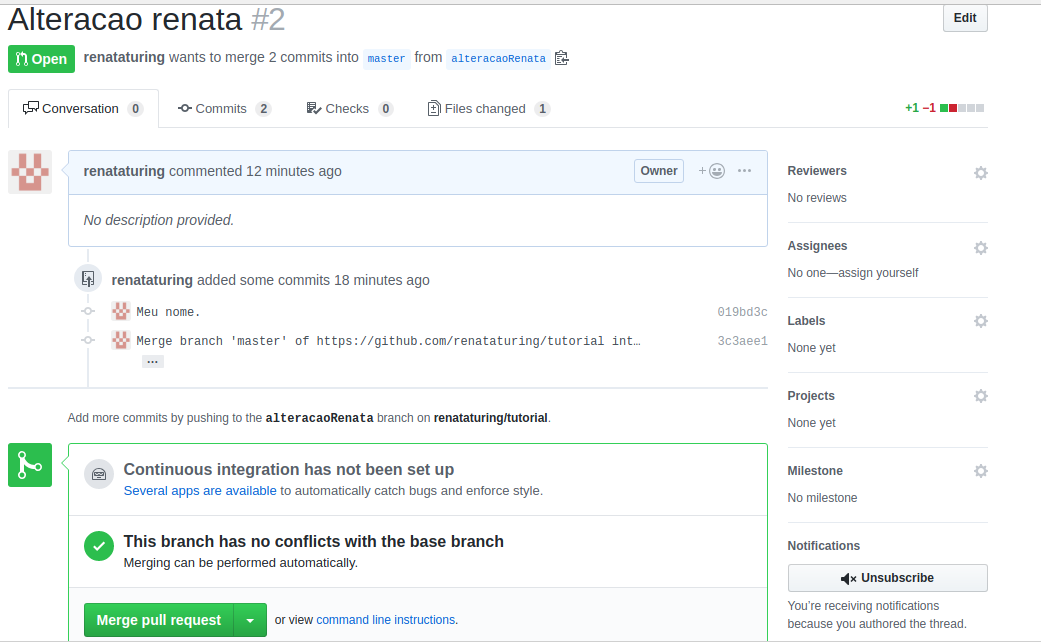 Alteracao renata #2
Edit
Open renataturing wants to merge 2 commits into master from alteracaoRenata
Conversation 0 Commits 2 Checks 0 Files changed 1 +1 −1
renataturing commented 12 minutes ago Owner + ...
No description provided.
renataturing added some commits 18 minutes ago
Meu nome. 019bd3c
Merge branch 'master' of https://github.com/renataturing/tutorial int… 3c3aee1
...
Add more commits by pushing to the alteracaoRenata branch on renataturing/tutorial.
Continuous integration has not been set up
Several apps are available to automatically catch bugs and enforce style.
This branch has no conflicts with the base branch
Merging can be performed automatically.
Merge pull request or view command line instructions.
Reviewers
No reviews
Assignees
No one—assign yourself
Labels
None yet
Projects
None yet
Milestone
No milestone
Notifications
Unsubscribe
You're receiving notifications
because you authored the thread.